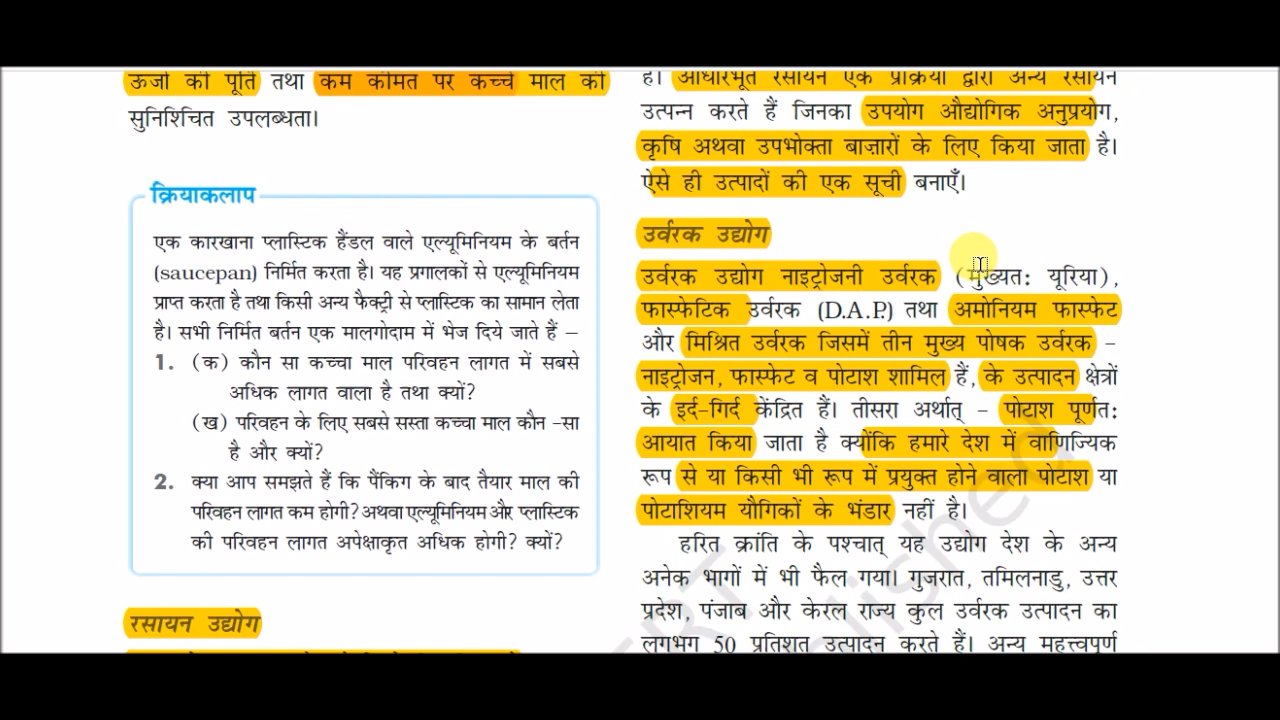 ऊर्जा की पूर्ति तथा कम कीमत पर कच्चे माल की
सुनिश्चित उपलब्धता।
क्रियाकलाप
एक कारखाना प्लास्टिक हैंडल वाले एल्यूमिनियम के बर्तन
(saucepan) निर्मित करता है। यह प्रगालकों से एल्यूमिनियम
प्राप्त करता है तथा किसी अन्य फैक्ट्री से प्लास्टिक का सामान लेता
है। सभी निर्मित बर्तन एक मालगोदाम में भेज दिये जाते हैं –
1. (क) कौन सा कच्चा माल परिवहन लागत में सबसे
अधिक लागत वाला है तथा क्यों?
(ख) परिवहन के लिए सबसे सस्ता कच्चा माल कौन -सा
है और क्यों?
2. क्या आप समझते हैं कि पैंकिग के बाद तैयार माल की
परिवहन लागत कम होगी? अथवा एल्यूमिनियम और प्लास्टिक
की परिवहन लागत अपेक्षाकृत अधिक होगी? क्यों?
रसायन उद्योग
है। आधारभूत रसायन एक प्रक्रिया द्वारा अन्य रसायन
उत्पन्न करते हैं जिनका उपयोग औद्योगिक अनुप्रयोग,
कृषि अथवा उपभोक्ता बाज़ारों के लिए किया जाता है।
ऐसे ही उत्पादों की एक सूची बनाएँ।
उर्वरक उद्योग
उर्वरक उद्योग नाइट्रोजनी उर्वरक (मुख्यत: यूरिया),
फास्फेटिक उर्वरक (D.A.P.) तथा अमोनियम फास्फेट
और मिश्रित उर्वरक जिसमें तीन मुख्य पोषक उर्वरक –
नाइट्रोजन, फास्फेट व पोटाश शामिल हैं, के उत्पादन क्षेत्रों
के इर्द-गिर्द केंद्रित हैं। तीसरा अर्थात् – पोटाश पूर्णत:
आयात किया जाता है क्योंकि हमारे देश में वाणिज्यिक
रूप से या किसी भी रूप में प्रयुक्त होने वाला पोटाश या
पोटाशियम यौगिकों के भंडार नहीं है।
हरित क्रांति के पश्चात् यह उद्योग देश के अन्य
अनेक भागों में भी फैल गया। गुजरात, तमिलनाडु, उत्तर
प्रदेश, पंजाब और केरल राज्य कुल उर्वरक उत्पादन का
लगभग 50 प्रतिशत उत्पादन करते हैं। अन्य महत्त्वपूर्ण